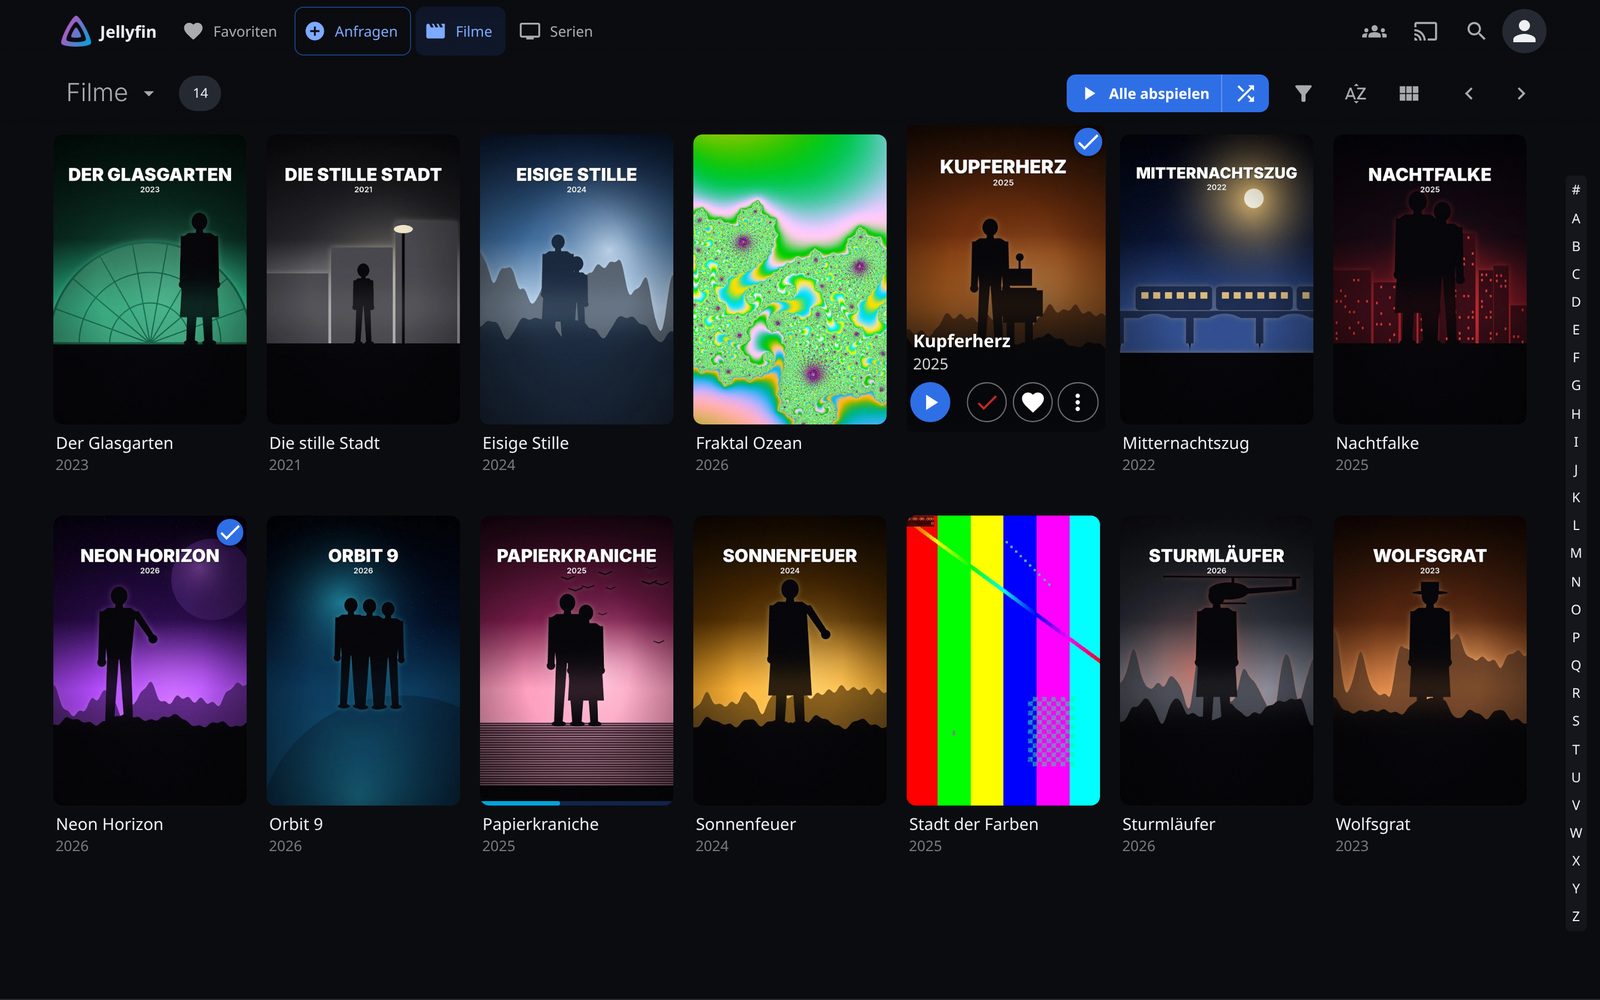 Jellyfin
Favoriten
Anfragen
Filme
Serien
Filme
14
Alle abspielen
AZ
DER GLASGARTEN
2023
DIE STILLE STADT
2021
EISIGE STILLE
2024
KUPFERHERZ
2025
MITTERNACHTSZUG
2022
NACHTFALKE
2025
Kupferherz
2025
Der Glasgarten
2023
Die stille Stadt
2021
Eisige Stille
2024
Fraktal Ozean
2026
Mitternachtszug
2022
Nachtfalke
2025
NEON HORIZON
2026
ORBIT 9
2026
PAPIERKRANICHE
2025
SONNENFEUER
2024
STURMLÄUFER
2026
WOLFSGRAT
2023
Neon Horizon
2026
Orbit 9
2026
Papierkraniche
2025
Sonnenfeuer
2024
Stadt der Farben
2025
Sturmläufer
2026
Wolfsgrat
2023
#
A
B
C
D
E
F
G
H
I
J
K
L
M
N
O
P
Q
R
S
T
U
V
W
X
Y
Z